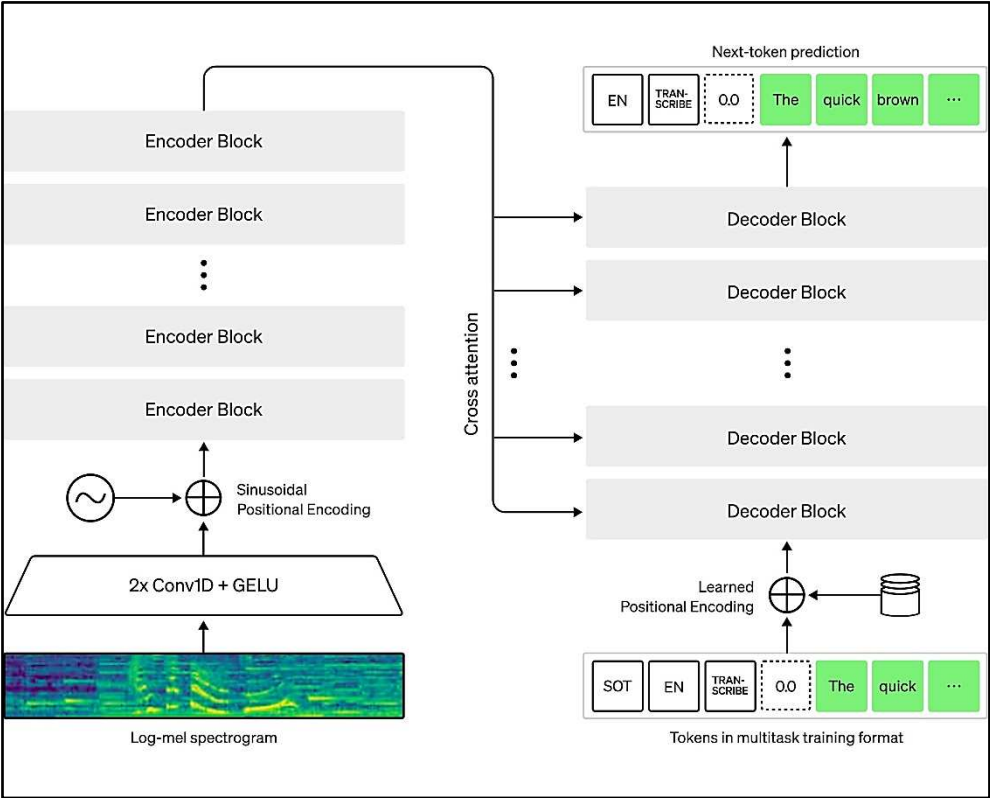 Next-token prediction
EN TRAN-
SCRIBE 0.0 The quick brown ...
Encoder Block
Encoder Block
Encoder Block
Encoder Block
Sinusoidal
Positional Encoding
2x Conv1D + GELU
Log-mel spectrogram
Cross attention
Decoder Block
Decoder Block
Decoder Block
Decoder Block
Learned
Positional Encoding
SOT EN TRAN-
SCRIBE 0.0 The quick ...
Tokens in multitask training format